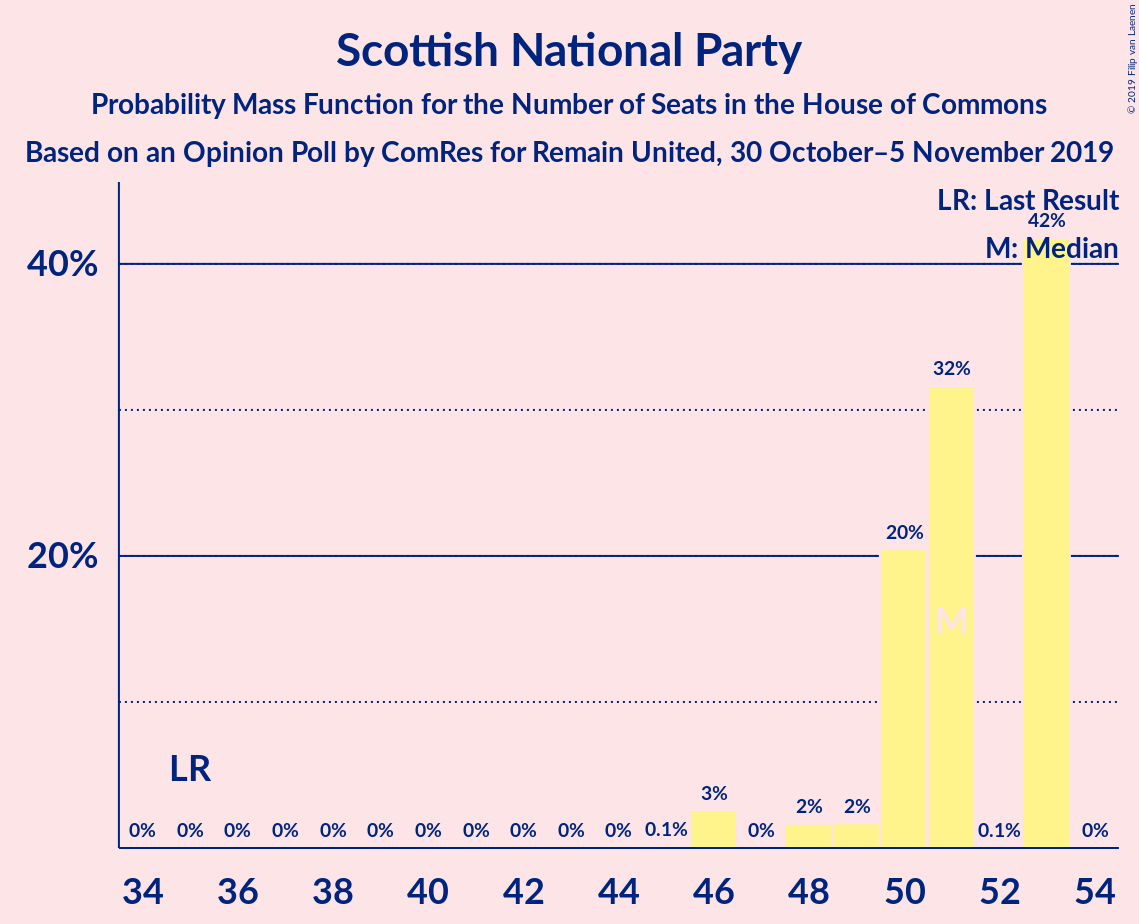 Scottish National Party
Probability Mass Function for the Number of Seats in the House of Commons
Based on an Opinion Poll by ComRes for Remain United, 30 October–5 November 2019
© 2019 Filip van Laenen
LR: Last Result
42%
M: Median
40%
32%
20%
20%
M
LR
3%
2% 2%
0% 0% 0% 0% 0% 0% 0% 0% 0% 0% 0% 0.1% 0% 0.1% 0%
34 36 38 40 42 44 46 48 50 52 54